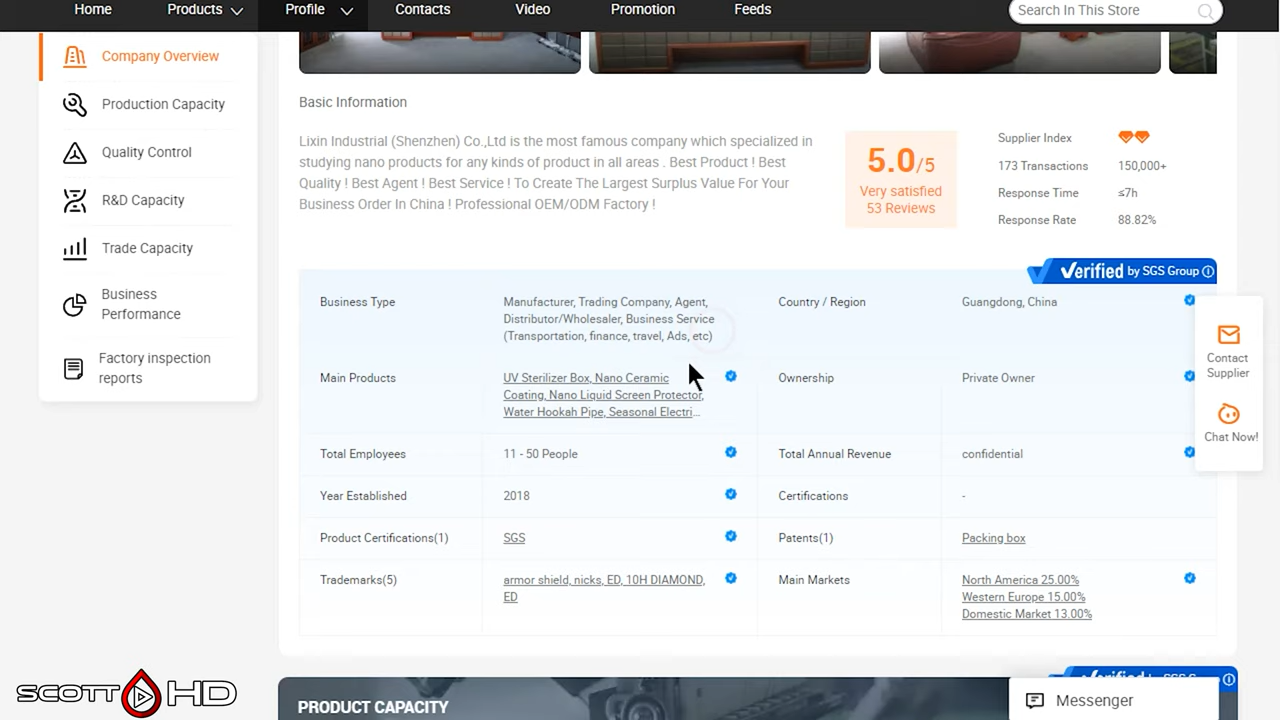 Home
Products
Profile
Contacts
Video
Promotion
Feeds
Search In This Store
Company Overview
Production Capacity
Quality Control
R&D Capacity
Trade Capacity
Business
Performance
Factory inspection
reports
Basic Information
Lixin Industrial (Shenzhen) Co.,Ltd is the most famous company which specialized in
studying nano products for any kinds of product in all areas . Best Product ! Best
Quality ! Best Agent ! Best Service ! To Create The Largest Surplus Value For Your
Business Order In China ! Professional OEM/ODM Factory !
5.0/5
Very satisfied
53 Reviews
Supplier Index
173 Transactions 150,000+
Response Time ≤7h
Response Rate 88.82%
Verified by SGS Group
Business Type
Manufacturer, Trading Company, Agent,
Distributor/Wholesaler, Business Service
(Transportation, finance, travel, Ads, etc)
Country / Region
Guangdong, China
Main Products
UV Sterilizer Box, Nano Ceramic
Coating, Nano Liquid Screen Protector,
Water Hookah Pipe, Seasonal Electri...
Ownership
Private Owner
Total Employees
11 - 50 People
Total Annual Revenue
confidential
Year Established
2018
Certifications
-
Product Certifications(1)
SGS
Patents(1)
Packing box
Trademarks(5)
armor shield, nicks, ED, 10H DIAMOND,
ED
Main Markets
North America 25.00%
Western Europe 15.00%
Domestic Market 13.00%
Contact
Supplier
Chat Now!
PRODUCT CAPACITY
Messenger
SCOTT HD